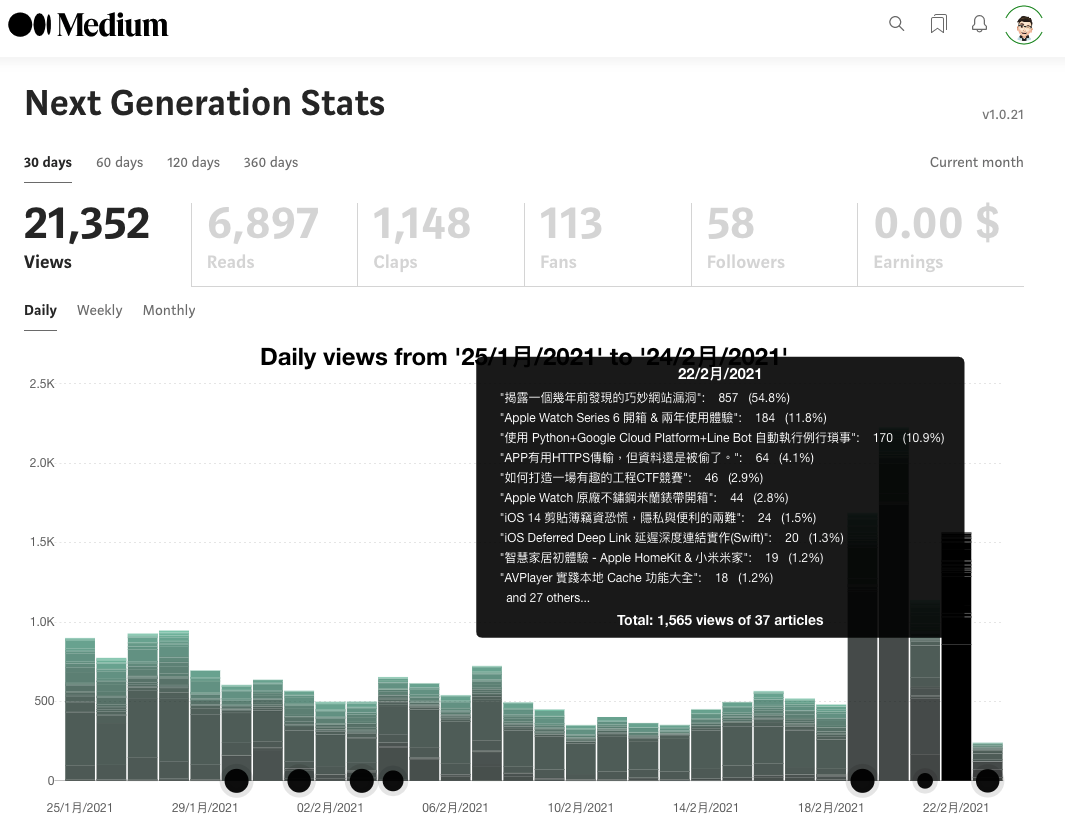 Medium
Next Generation Stats
v1.0.21
30 days 60 days 120 days 360 days Current month
21,352 6,897 1,148 113 58 0.00 $
Views Reads Claps Fans Followers Earnings
Daily Weekly Monthly
Daily views from '25/1月/2021' to '24/2月/2021'
22/2月/2021
"揭露一個幾年前發現的巧妙網站漏洞": 857 (54.8%)
"Apple Watch Series 6 開箱 & 兩年使用體驗": 184 (11.8%)
"使用 Python+Google Cloud Platform+Line Bot 自動執行例行瑣事": 170 (10.9%)
"APP有用HTTPS傳輸，但資料還是被偷了。": 64 (4.1%)
"如何打造一場有趣的工程CTF競賽": 46 (2.9%)
"Apple Watch 原廠不鏽鋼米蘭錶帶開箱": 44 (2.8%)
"iOS 14 剪貼簿竊資恐慌，隱私與便利的兩難": 24 (1.5%)
"iOS Deferred Deep Link 延遲深度連結實作(Swift)": 20 (1.3%)
"智慧家居初體驗 - Apple HomeKit & 小米米家": 19 (1.2%)
"AVPlayer 實踐本地 Cache 功能大全": 18 (1.2%)
and 27 others...
Total: 1,565 views of 37 articles
2.5K
2.0K
1.5K
1.0K
500
0
25/1月/2021 29/1月/2021 02/2月/2021 06/2月/2021 10/2月/2021 14/2月/2021 18/2月/2021 22/2月/2021